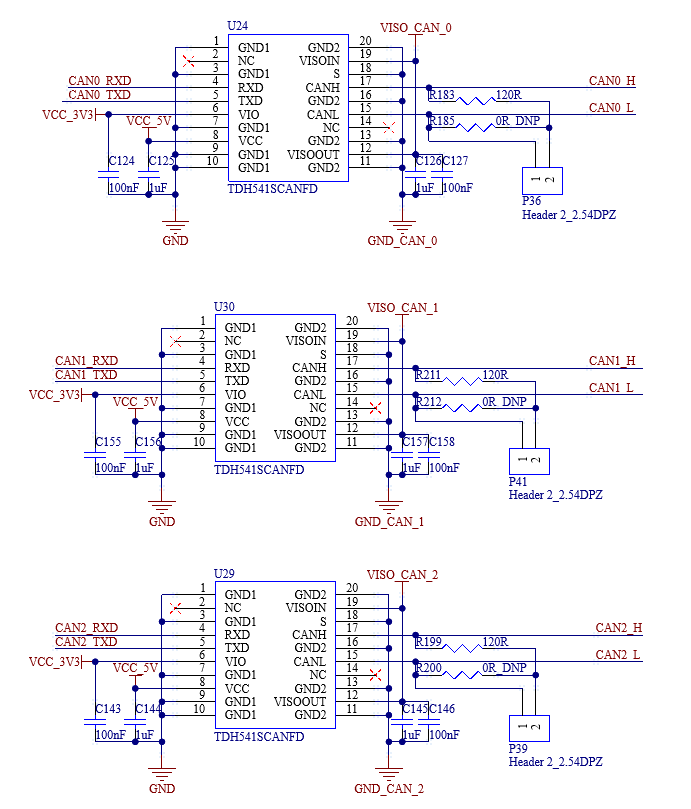 U24
VISO_CAN_0
1 GND1 GND2 20
2 NC VISOIN 19
3 GND1 S 18
CAN0_RXD 4 RXD CANH 17 CAN0_H
CAN0_TXD 5 TXD GND2 16 R183 120R
VCC_3V3 6 VIO CANL 15 CAN0_L
VCC_5V 7 GND1 NC 14 R185 0R_DNP
8 VCC GND2 13
9 GND1 VISOOUT 12
10 GND1 GND2 11
C124 C125 C126 C127
100nF 1uF 1uF 100nF
TDH541SCANFD
1 2
P36
Header 2_2.54DPZ
GND GND_CAN_0
U30
VISO_CAN_1
1 GND1 GND2 20
2 NC VISOIN 19
3 GND1 S 18
CAN1_RXD 4 RXD CANH 17 CAN1_H
CAN1_TXD 5 TXD GND2 16 R211 120R
VCC_3V3 6 VIO CANL 15 CAN1_L
VCC_5V 7 GND1 NC 14 R212 0R_DNP
8 VCC GND2 13
9 GND1 VISOOUT 12
10 GND1 GND2 11
C155 C156 C157 C158
100nF 1uF 1uF 100nF
TDH541SCANFD
1 2
P41
Header 2_2.54DPZ
GND GND_CAN_1
U29
VISO_CAN_2
1 GND1 GND2 20
2 NC VISOIN 19
3 GND1 S 18
CAN2_RXD 4 RXD CANH 17 CAN2_H
CAN2_TXD 5 TXD GND2 16 R199 120R
VCC_3V3 6 VIO CANL 15 CAN2_L
VCC_5V 7 GND1 NC 14 R200 0R_DNP
8 VCC GND2 13
9 GND1 VISOOUT 12
10 GND1 GND2 11
C143 C144 C145 C146
100nF 1uF 1uF 100nF
TDH541SCANFD
1 2
P39
Header 2_2.54DPZ
GND GND_CAN_2